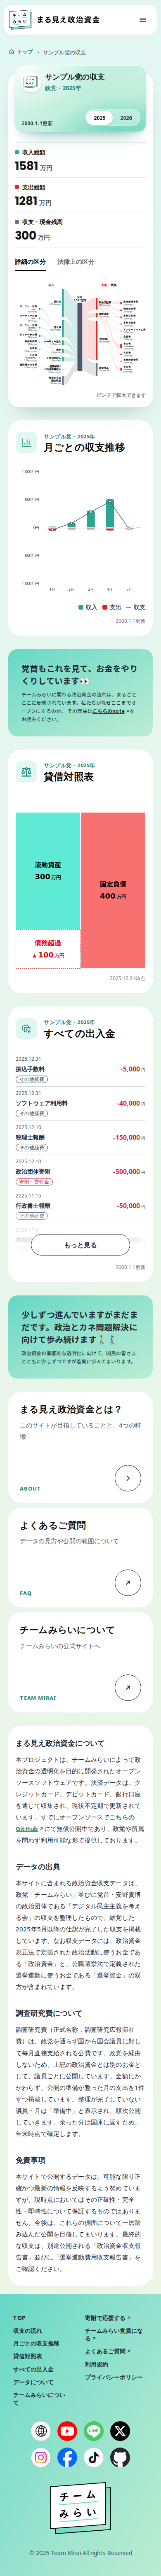 チームみらい
まる見え政治資金
トップ
サンプル党の収支
サンプル党の収支
政党・2025年
2000.1.1更新
2025
2026
収入総額
1581 万円
支出総額
1281 万円
収支・現金残高
300 万円
詳細の区分
法律上の区分
ピンチで拡大できます
サンプル党・2025年
月ごとの収支推移
1,000万円
500万円
0円
-500万円
-1,000万円
1月
2月
3月
4月
5月
収入
支出
収支
2000.1.1更新
党首もこれを見て、お金をやりくりしています👀
チームみらいに関わる政治資金の流れは、まるごとここに反映されています。私たちがなぜここまでオープンにするのか。その理由はこちらのnoteをお読みください。
サンプル党・2025年
貸借対照表
流動資産
300万円
固定負債
400万円
債務超過
▲100万円
2025.12.31時点
サンプル党・2025年
すべての出入金
2025.12.31
振込手数料
-5,000円
その他経費
2025.12.31
ソフトウェア利用料
-40,000円
その他経費
2025.12.10
税理士報酬
-150,000円
その他経費
2025.12.10
政治団体寄附
-500,000円
寄附・交付金
2025.11.15
行政書士報酬
-50,000円
その他経費
もっと見る
2000.1.1更新
少しずつ進んでいますがまだまだです。政治とカネ問題解決に向けて歩み続けます
政治資金の徹底的な透明化に向けて、国民の皆さまとともに少しずつですが着実に歩んでまいります。
まる見え政治資金とは？
このサイトが目指していることと、4つの特徴
ABOUT
よくあるご質問
データの見方や公開の範囲について
FAQ
チームみらいについて
チームみらいの公式サイトへ
TEAM MIRAI
まる見え政治資金について
本プロジェクトは、チームみらいによって政治資金の透明化を目的に開発されたオープンソースソフトウェアです。決済データは、クレジットカード、デビットカード、銀行口座を通じて収集され、現状不定期で更新されています。すでにオープンソースでこちらのGitHubにて無償公開中であり、政党や所属を問わず利用可能な形で提供しております。
データの出典
本サイトに含まれる政治資金収支データは、政党「チームみらい」並びに党首・安野貴博の政治団体である「デジタル民主主義を考える会」の収支を整理したもので、結党した2025年5月以降の仕訳が完了した収支を掲載しています。なお収支データには、政治資金規正法で定義された政治活動に使うお金である「政治資金」と、公職選挙法で定義された選挙運動に使うお金である「選挙資金」の双方が含まれています。
調査研究費について
調査研究費（正式名称：調査研究広報滞在費）は、政党を通らず国から国会議員に対して毎月直接支給される公費です。政党を経由しないため、上記の政治資金とは別のお金として、議員ごとに公開しています。金額にかかわらず、公開の準備が整った月の支出を1件ずつ掲載しています。整理が完了していない議員・月は「準備中」と表示され、順次公開していきます。余った分は国庫に返すため、年末時点で確定します。
免責事項
本サイトで公開するデータは、可能な限り正確かつ最新の情報を反映するよう努めていますが、現時点においてはその正確性・完全性・即時性について保証するものではありません。今後は、これらの側面について一層踏み込んだ公開を目指してまいります。最終的な収支は、別途公開される「政治資金収支報告書」並びに「選挙運動費用収支報告書」をご確認ください。
TOP
収支の流れ
月ごとの収支推移
貸借対照表
すべての出入金
データについて
チームみらいについて
寄附で応援する
チームみらい党員になる
よくあるご質問
利用規約
プライバシーポリシー
LINE
チームみらい
© 2025 Team Mirai All rights Reserved